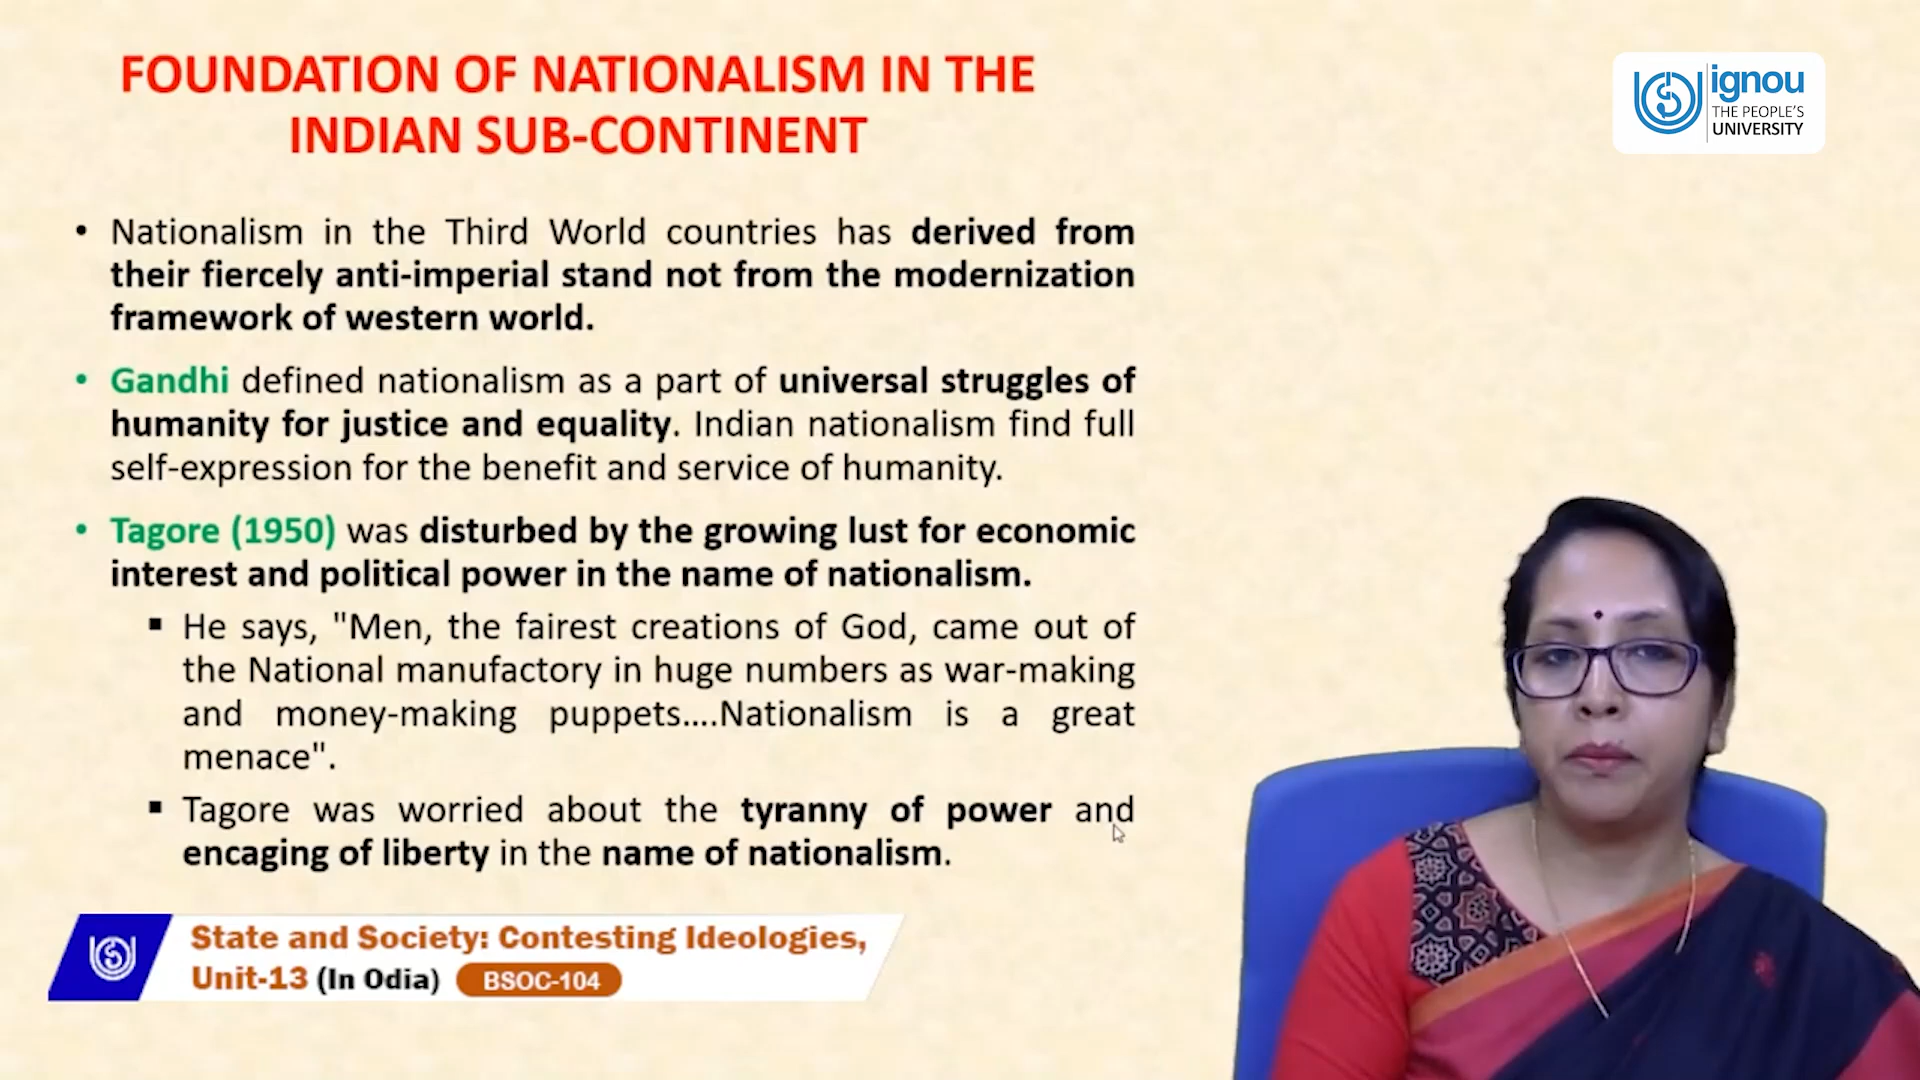 FOUNDATION OF NATIONALISM IN THE
INDIAN SUB-CONTINENT
ignou
THE PEOPLE'S
UNIVERSITY
• Nationalism in the Third World countries has derived from
their fiercely anti-imperial stand not from the modernization
framework of western world.
• Gandhi defined nationalism as a part of universal struggles of
humanity for justice and equality. Indian nationalism find full
self-expression for the benefit and service of humanity.
• Tagore (1950) was disturbed by the growing lust for economic
interest and political power in the name of nationalism.
▪ He says, "Men, the fairest creations of God, came out of
the National manufactory in huge numbers as war-making
and money-making puppets....Nationalism is a great
menace".
▪ Tagore was worried about the tyranny of power and
encaging of liberty in the name of nationalism.
State and Society: Contesting Ideologies,
Unit-13 (In Odia) BSOC-104